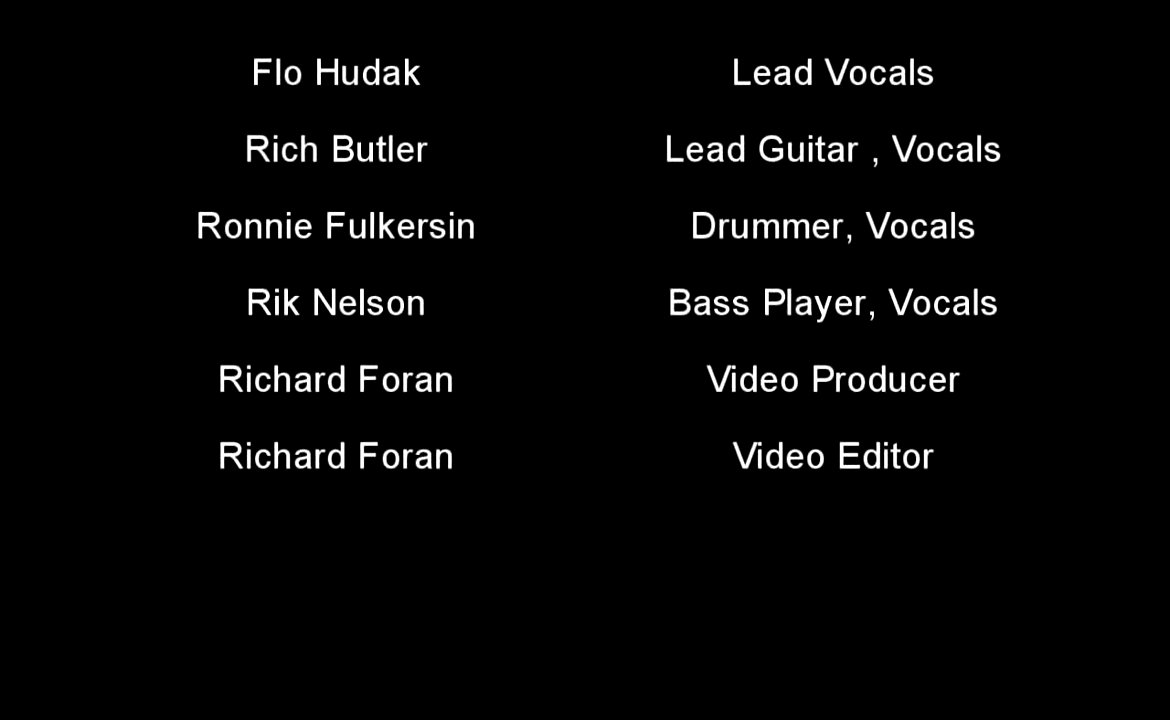 Flo Hudak Lead Vocals
Rich Butler Lead Guitar , Vocals
Ronnie Fulkersin Drummer, Vocals
Rik Nelson Bass Player, Vocals
Richard Foran Video Producer
Richard Foran Video Editor